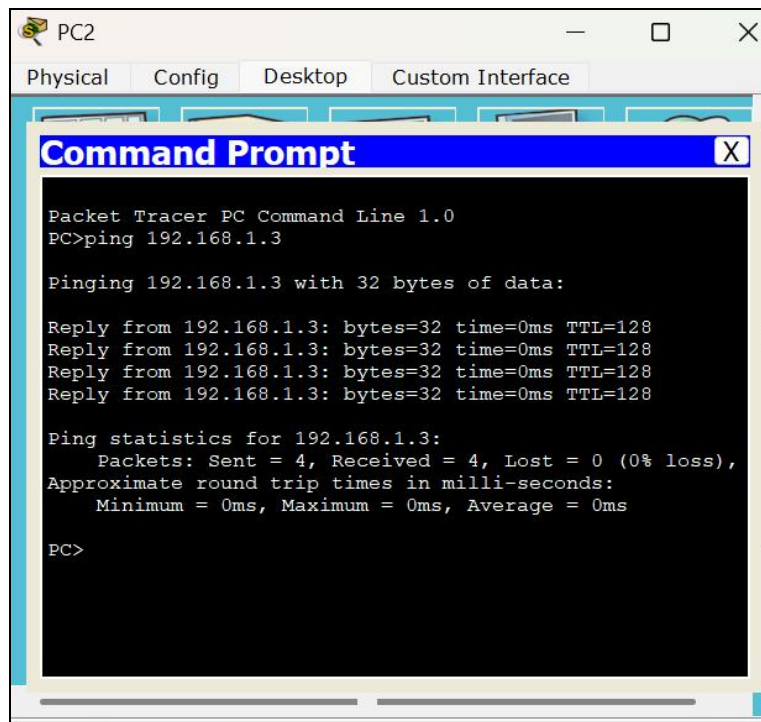 PC2
Physical Config Desktop Custom Interface
Command Prompt X
Packet Tracer PC Command Line 1.0
PC>ping 192.168.1.3
Pinging 192.168.1.3 with 32 bytes of data:
Reply from 192.168.1.3: bytes=32 time=0ms TTL=128
Reply from 192.168.1.3: bytes=32 time=0ms TTL=128
Reply from 192.168.1.3: bytes=32 time=0ms TTL=128
Reply from 192.168.1.3: bytes=32 time=0ms TTL=128
Ping statistics for 192.168.1.3:
Packets: Sent = 4, Received = 4, Lost = 0 (0% loss),
Approximate round trip times in milli-seconds:
Minimum = 0ms, Maximum = 0ms, Average = 0ms
PC>